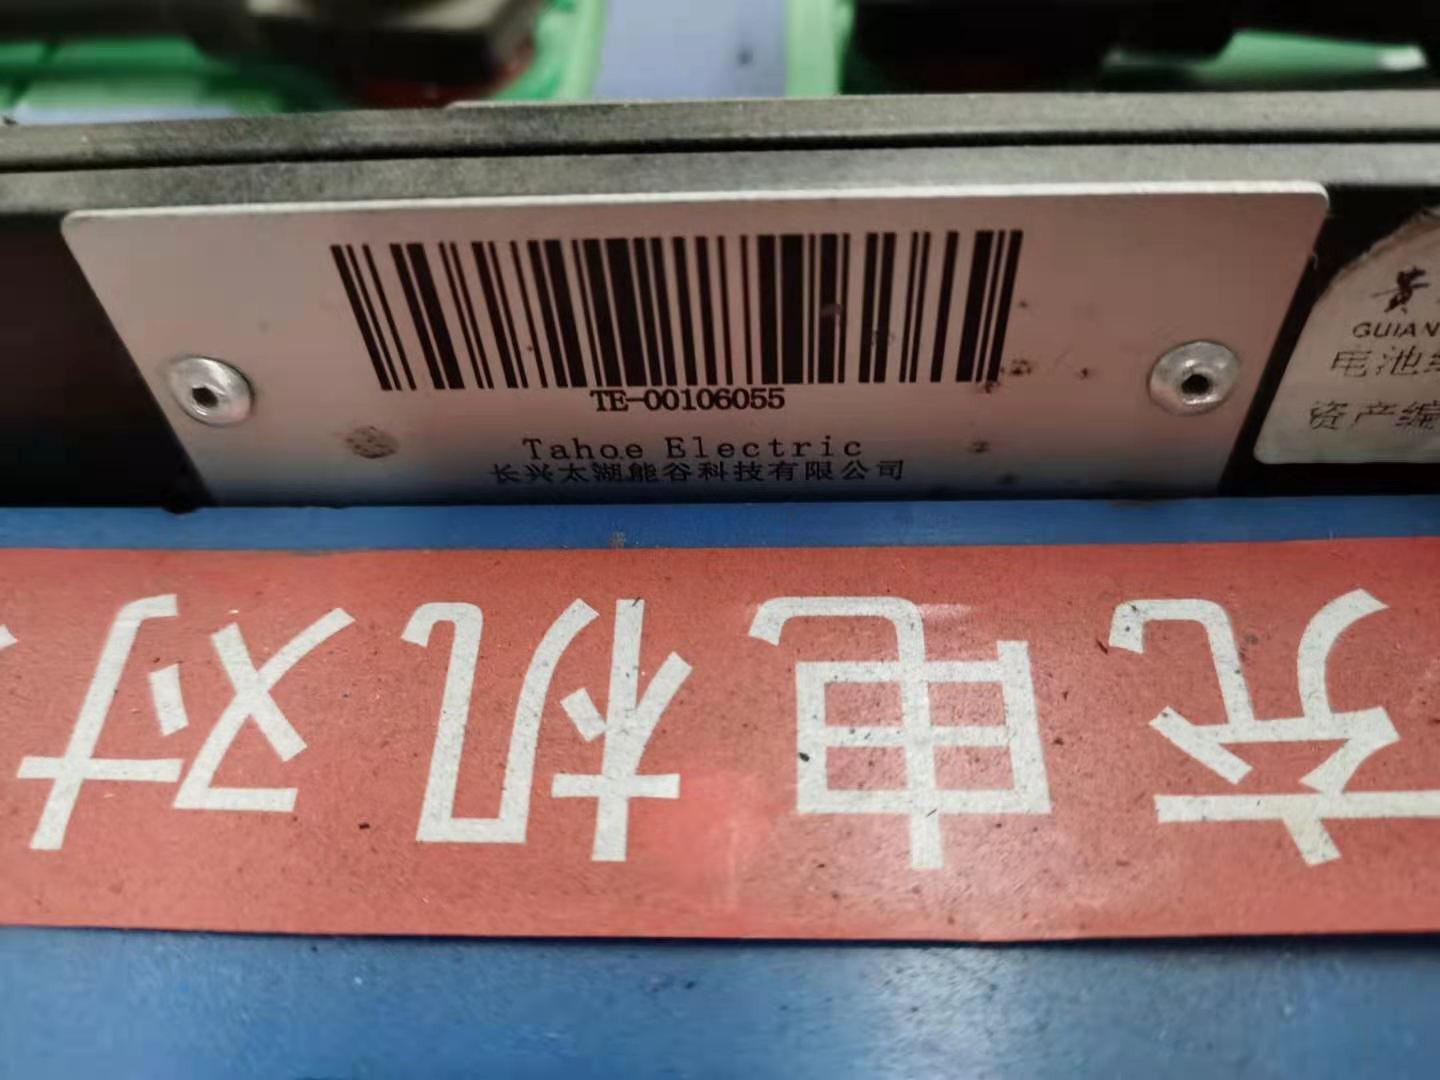 TE-00106055
Tahoe Electric
长兴太湖能谷科技有限公司
贵
GUIAN
电池
资产编
充电机对